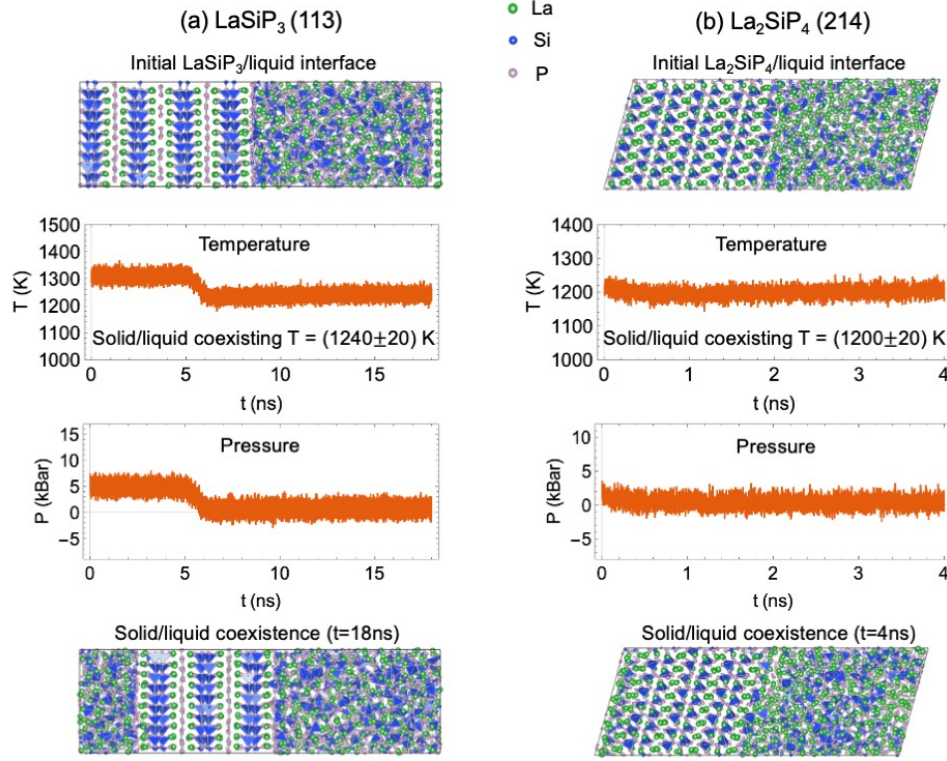 (a) LaSiP₃ (113)
Initial LaSiP₃/liquid interface
1500
1400
1300
1200
1100
1000
T (K)
Temperature
Solid/liquid coexisting T = (1240±20) K
0
5
10
15
t (ns)
15
10
5
0
−5
P (kBar)
Pressure
0
5
10
15
t (ns)
Solid/liquid coexistence (t=18ns)
La
Si
P
(b) La₂SiP₄ (214)
Initial La₂SiP₄/liquid interface
1400
1300
1200
1100
1000
T (K)
Temperature
Solid/liquid coexisting T = (1200±20) K
0
1
2
3
4
t (ns)
10
5
0
−5
P (kBar)
Pressure
0
1
2
3
4
t (ns)
Solid/liquid coexistence (t=4ns)